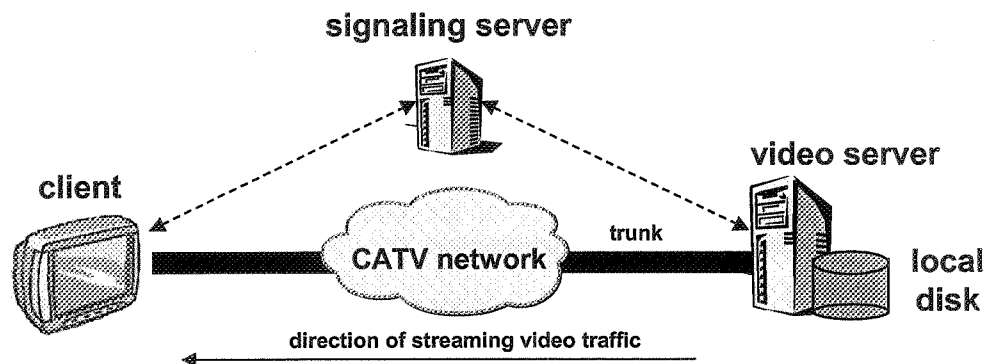 signaling server
video server
client
trunk
CATV network
local
disk
direction of streaming video traffic